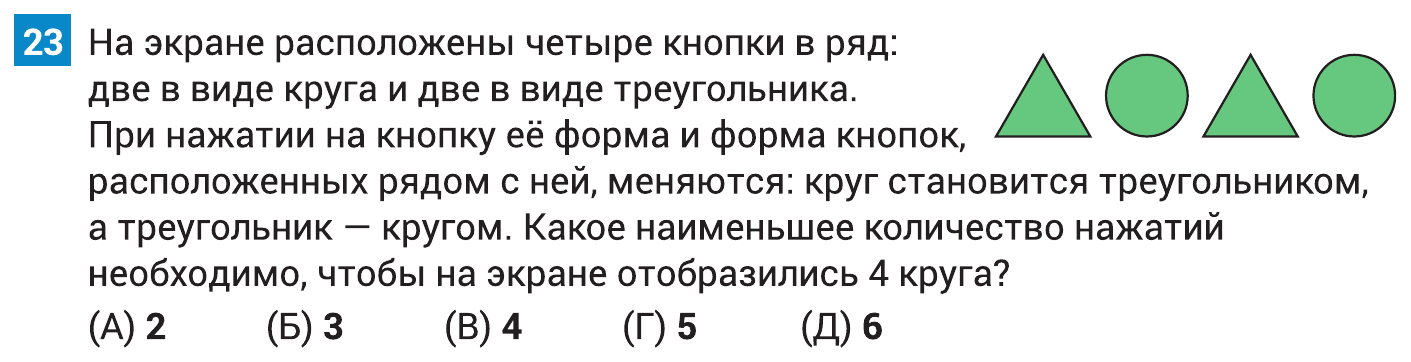 23 На экране расположены четыре кнопки в ряд:
две в виде круга и две в виде треугольника.
При нажатии на кнопку её форма и форма кнопок,
расположенных рядом с ней, меняются: круг становится треугольником,
а треугольник — кругом. Какое наименьшее количество нажатий
необходимо, чтобы на экране отобразились 4 круга?
(А) 2 (Б) 3 (В) 4 (Г) 5 (Д) 6